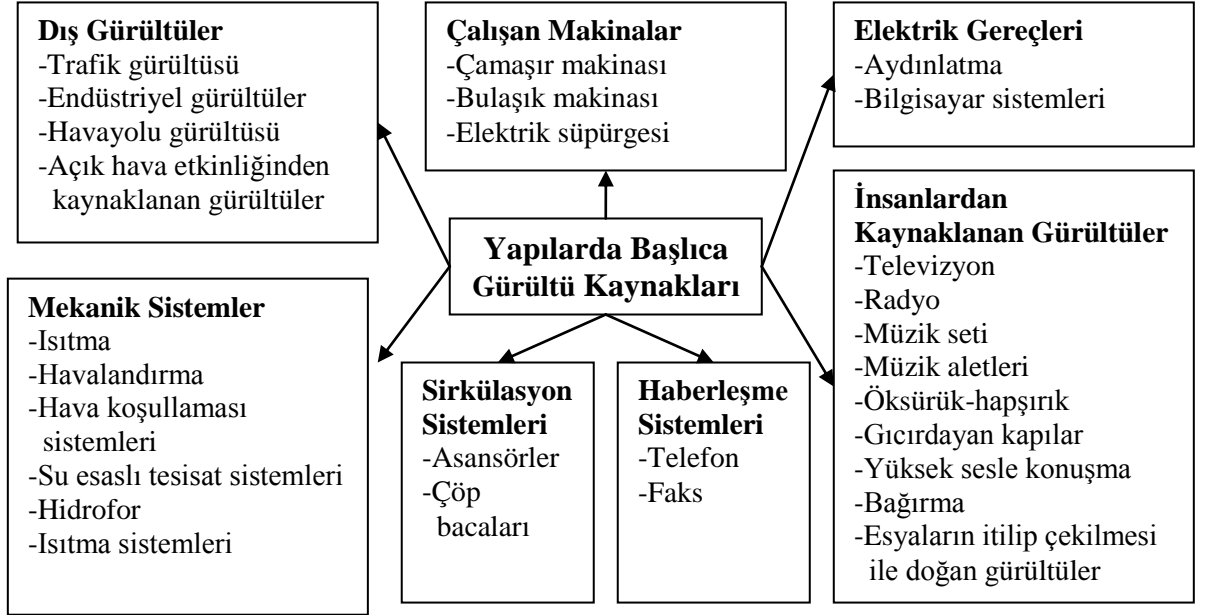 Dış Gürültüler
-Trafik gürültüsü
-Endüstriyel gürültüler
-Havayolu gürültüsü
-Açık hava etkinliğinden
kaynaklanan gürültüler
Çalışan Makinalar
-Çamaşır makinası
-Bulaşık makinası
-Elektrik süpürgesi
Elektrik Gereçleri
-Aydınlatma
-Bilgisayar sistemleri
Yapılarda Başlıca
Gürültü Kaynakları
Mekanik Sistemler
-Isıtma
-Havalandırma
-Hava koşullaması
sistemleri
-Su esaslı tesisat sistemleri
-Hidrofor
-Isıtma sistemleri
Sirkülasyon
Sistemleri
-Asansörler
-Çöp
bacaları
Haberleşme
Sistemleri
-Telefon
-Faks
İnsanlardan
Kaynaklanan Gürültüler
-Televizyon
-Radyo
-Müzik seti
-Müzik aletleri
-Öksürük-hapşırık
-Gıcırdayan kapılar
-Yüksek sesle konuşma
-Bağırma
-Esyaların itilip çekilmesi
ile doğan gürültüler